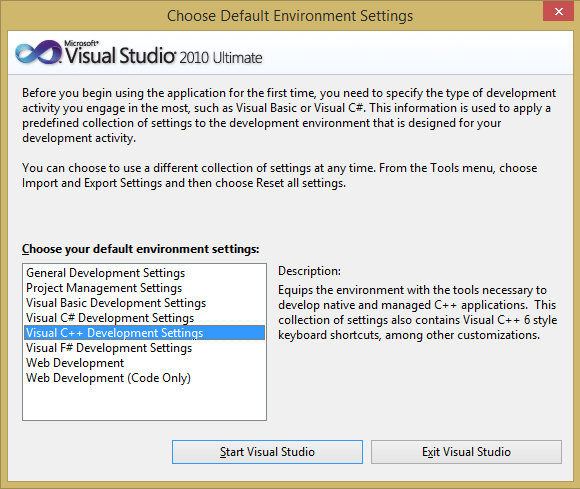 Choose Default Environment Settings
Microsoft®
Visual Studio® 2010 Ultimate
Before you begin using the application for the first time, you need to specify the type of development
activity you engage in the most, such as Visual Basic or Visual C#. This information is used to apply a
predefined collection of settings to the development environment that is designed for your
development activity.
You can choose to use a different collection of settings at any time. From the Tools menu, choose
Import and Export Settings and then choose Reset all settings.
Choose your default environment settings:
General Development Settings
Project Management Settings
Visual Basic Development Settings
Visual C# Development Settings
Visual C++ Development Settings
Visual F# Development Settings
Web Development
Web Development (Code Only)
Description:
Equips the environment with the tools necessary to
develop native and managed C++ applications.  This
collection of settings also contains Visual C++ 6 style
keyboard shortcuts, among other customizations.
Start Visual Studio
Exit Visual Studio